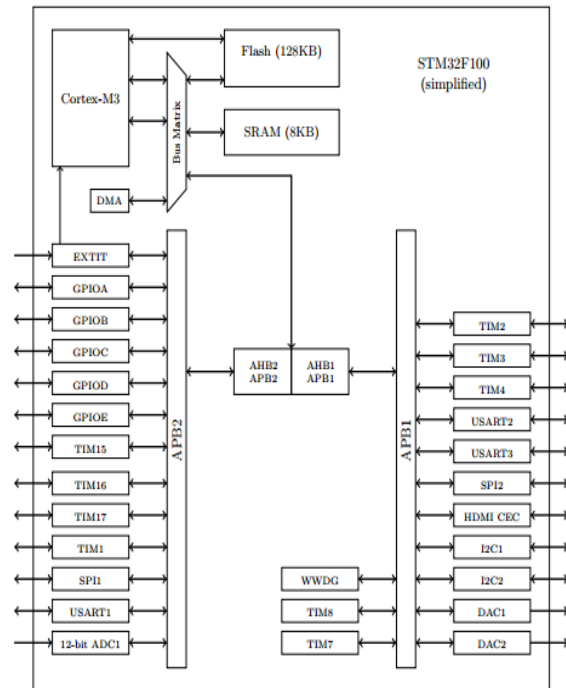 STM32F100
(simplified)
Cortex-M3
Flash (128KB)
Bus Matrix
SRAM (8KB)
DMA
EXTIT
GPIOA
GPIOB
GPIOC
GPIOD
GPIOE
TIM15
TIM16
TIM17
TIM1
SPI1
USART1
12-bit ADC1
APB2
AHB2
APB2
AHB1
APB1
APB1
WWDG
TIM8
TIM7
TIM2
TIM3
TIM4
USART2
USART3
SPI2
HDMI CEC
I2C1
I2C2
DAC1
DAC2